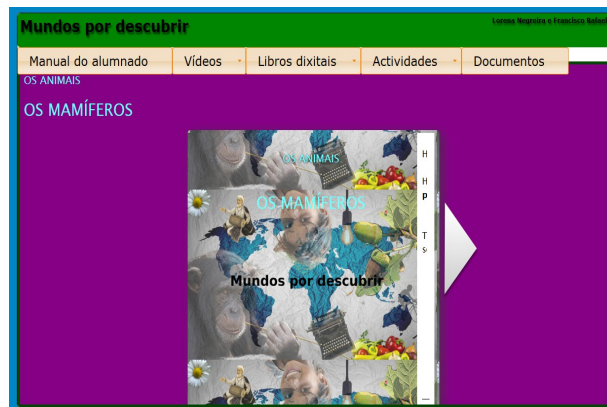 Mundos por descubrir
Lorena Negreira e Francisco Rafael
Manual do alumnado
Vídeos
Libros dixitais
Actividades
Documentos
OS ANIMAIS
OS MAMÍFEROS
OS ANIMAIS
H
OS MAMÍFEROS
H
p
T
s
Mundos por descubrir